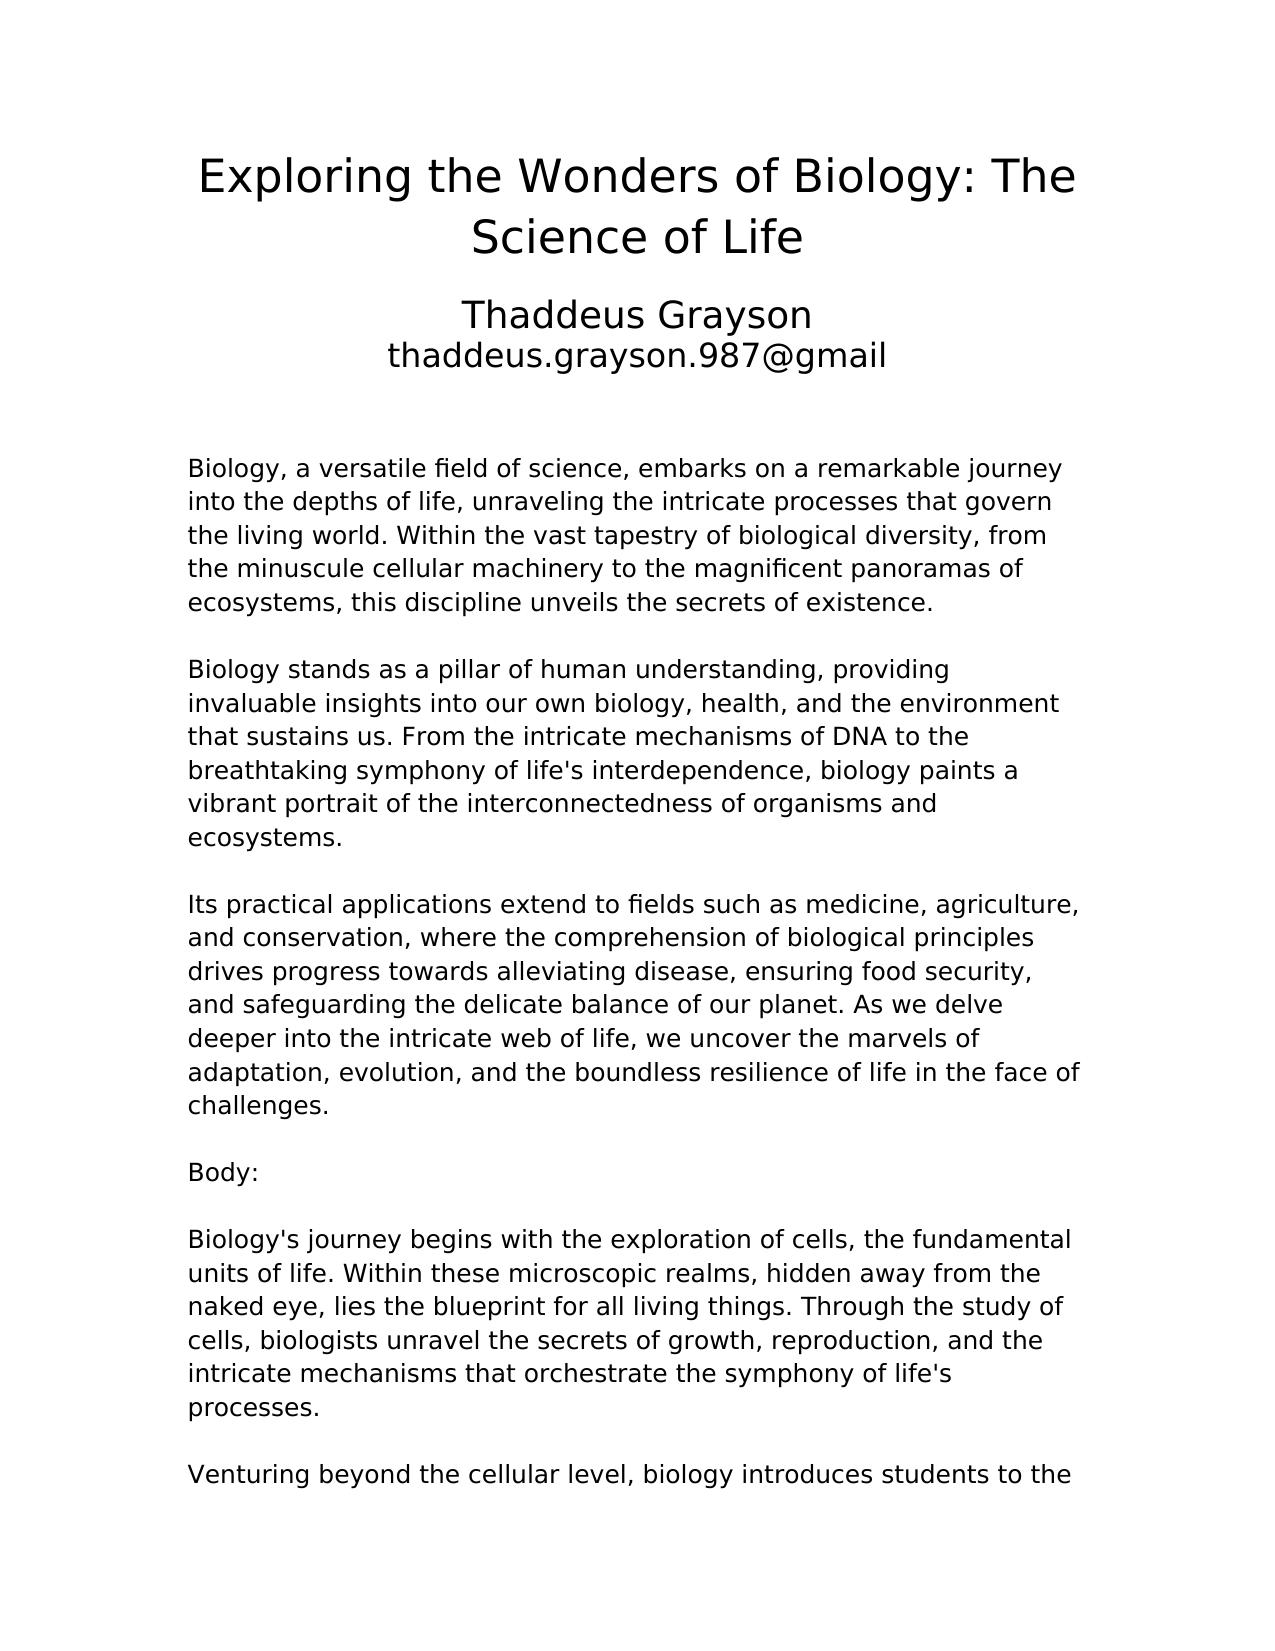 Exploring the Wonders of Biology: The
Science of Life
Thaddeus Grayson
thaddeus.grayson.987@gmail
Biology, a versatile field of science, embarks on a remarkable journey
into the depths of life, unraveling the intricate processes that govern
the living world. Within the vast tapestry of biological diversity, from
the minuscule cellular machinery to the magnificent panoramas of
ecosystems, this discipline unveils the secrets of existence.
Biology stands as a pillar of human understanding, providing
invaluable insights into our own biology, health, and the environment
that sustains us. From the intricate mechanisms of DNA to the
breathtaking symphony of life's interdependence, biology paints a
vibrant portrait of the interconnectedness of organisms and
ecosystems.
Its practical applications extend to fields such as medicine, agriculture,
and conservation, where the comprehension of biological principles
drives progress towards alleviating disease, ensuring food security,
and safeguarding the delicate balance of our planet. As we delve
deeper into the intricate web of life, we uncover the marvels of
adaptation, evolution, and the boundless resilience of life in the face of
challenges.
Body:
Biology's journey begins with the exploration of cells, the fundamental
units of life. Within these microscopic realms, hidden away from the
naked eye, lies the blueprint for all living things. Through the study of
cells, biologists unravel the secrets of growth, reproduction, and the
intricate mechanisms that orchestrate the symphony of life's
processes.
Venturing beyond the cellular level, biology introduces students to the